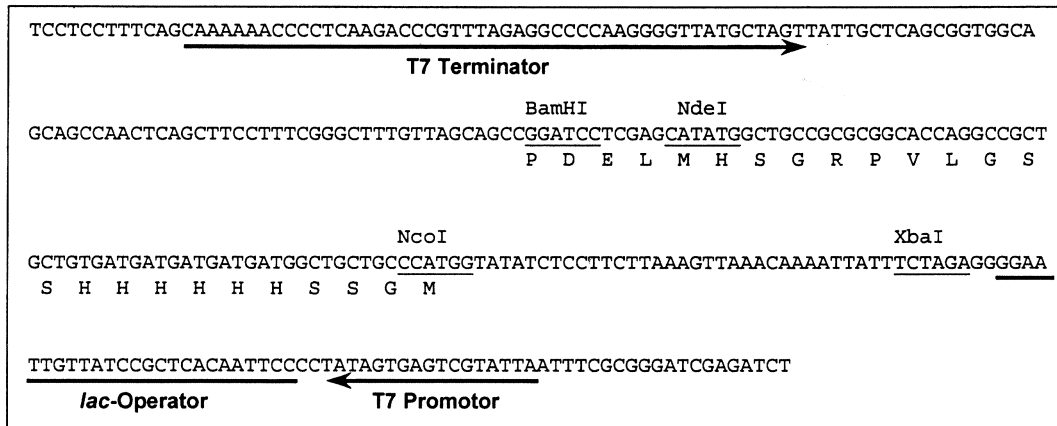 TCCTCCTTTCAGCAAAAAACCCCTCAAGACCCGTTTAGAGGCCCCAAGGGGTTATGCTAGTTATTGCTCAGCGGTGGCA
T7 Terminator
BamHI NdeI
GCAGCCAACTCAGCTTCCTTTCGGGCTTTGTTAGCAGCCGGATCCTCGAGCATATGGCTGCCGCGCGGCACCAGGCCGCT
P D E L M H S G R P V L G S
NcoI XbaI
GCTGTGATGATGATGATGATGGCTGCTGCCCATGGTATATCTCCTTCTTAAAGTTAAACAAAATTATTTCTAGAGGGGAA
S H H H H H H S S G M
TTGTTATCCGCTCACAATTCCCCTATAGTGAGTCGTATTAATTTCGCGGGATCGAGATCT
lac-Operator T7 Promotor